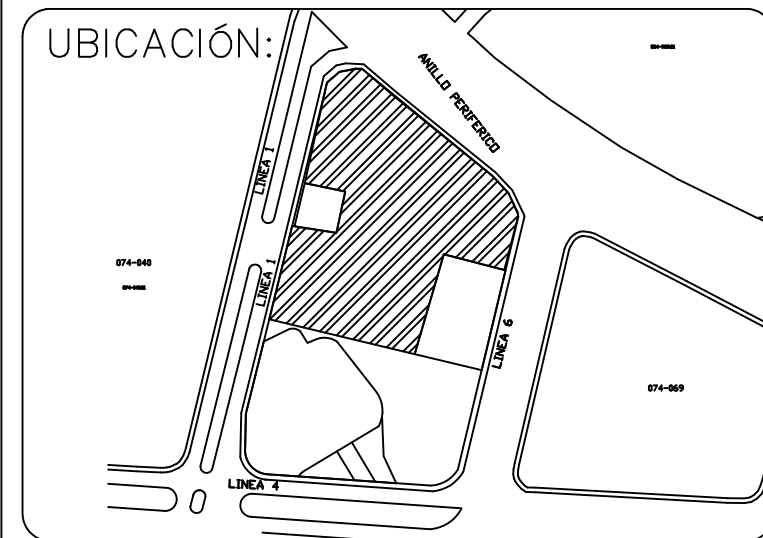 UBICACIÓN:
ANILLO PERIFERICO
LINEA 1
074-040
LINEA 1
LINEA 6
074-069
LINEA 4